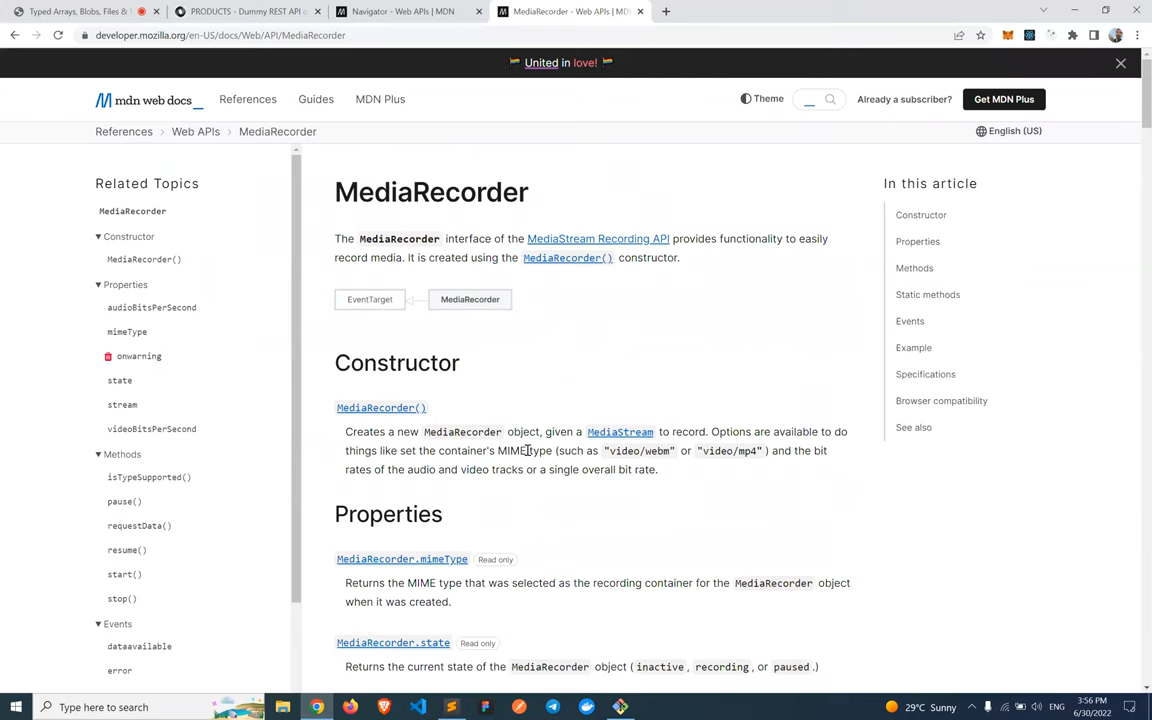 Typed Arrays, Blobs, Files &
PRODUCTS - Dummy REST API o
Navigator - Web APIs | MDN
MediaRecorder - Web APIs | MDN
developer.mozilla.org/en-US/docs/Web/API/MediaRecorder
United in love!
mdn web docs
References
Guides
MDN Plus
Theme
Already a subscriber?
Get MDN Plus
References
Web APIs
MediaRecorder
English (US)
Related Topics
MediaRecorder
Constructor
MediaRecorder()
Properties
audioBitsPerSecond
mimeType
onwarning
state
stream
videoBitsPerSecond
Methods
isTypeSupported()
pause()
requestData()
resume()
start()
stop()
Events
dataavailable
error
MediaRecorder
The MediaRecorder interface of the MediaStream Recording API provides functionality to easily
record media. It is created using the MediaRecorder() constructor.
EventTarget
MediaRecorder
Constructor
MediaRecorder()
Creates a new MediaRecorder object, given a MediaStream to record. Options are available to do
things like set the container's MIME type (such as "video/webm" or "video/mp4") and the bit
rates of the audio and video tracks or a single overall bit rate.
Properties
MediaRecorder.mimeType Read only
Returns the MIME type that was selected as the recording container for the MediaRecorder object
when it was created.
MediaRecorder.state Read only
Returns the current state of the MediaRecorder object (inactive, recording, or paused.)
In this article
Constructor
Properties
Methods
Static methods
Events
Example
Specifications
Browser compatibility
See also
Type here to search
29°C Sunny
ENG
3:56 PM
6/30/2022